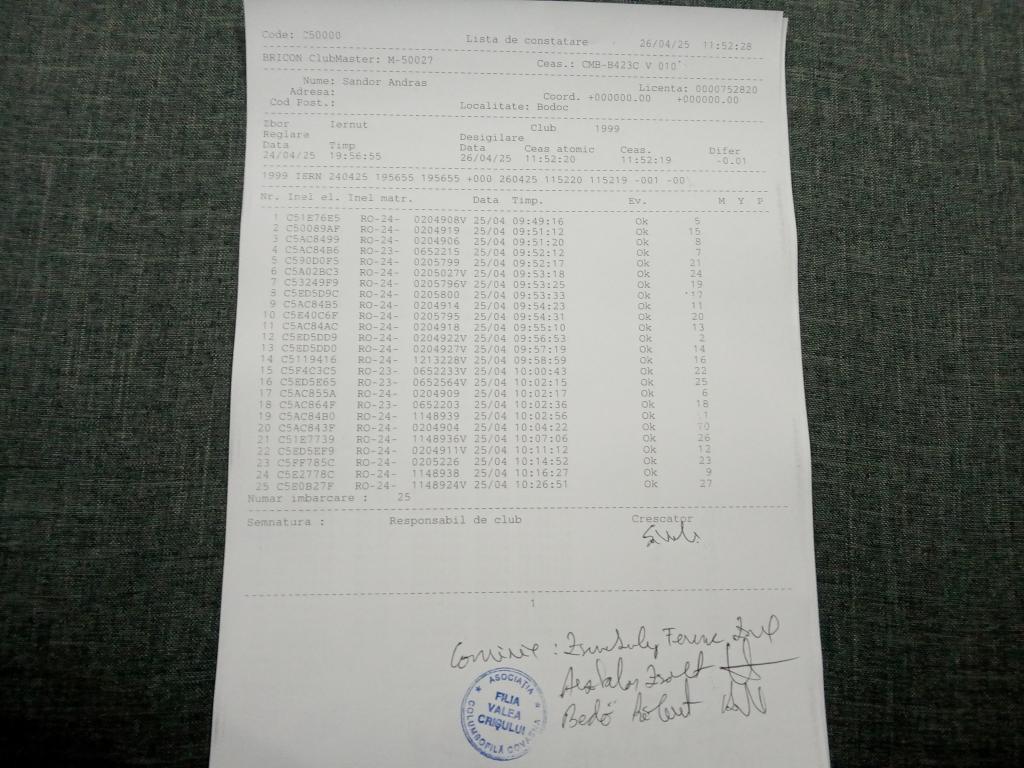 Code: C50000 Lista de constatare 26/04/25 11:52:28
BRICON ClubMaster: M-50027 Ceas.: CMB-B423C V 010
Nume: Sandor Andras Licenta: 0000752820
Adresa: Coord. +000000.00 +000000.00
Cod Post.: Localitate: Bodoc
Zbor Iernut Club 1999
Reglare Desigilare
Data Timp Data Ceas atomic Ceas. Difer
24/04/25 19:56:55 26/04/25 11:52:20 11:52:19 -0.01
1999 IERN 240425 195655 195655 +000 260425 115220 115219 -001 -00
Nr. Inel el. Inel matr. Data Timp. Ev. M Y P
1 C51E76E5 RO-24- 0204908V 25/04 09:49:16 Ok 5
2 C50089AF RO-24- 0204919 25/04 09:51:12 Ok 15
3 C5AC8499 RO-24- 0204906 25/04 09:51:20 Ok 8
4 C5AC84B6 RO-23- 0652215 25/04 09:52:12 Ok 7
5 C590D0F5 RO-24- 0205799 25/04 09:52:17 Ok 21
6 C5A02BC3 RO-24- 0205027V 25/04 09:53:18 Ok 24
7 C53249F9 RO-24- 0205796V 25/04 09:53:25 Ok 19
8 C5ED5D9C RO-24- 0205800 25/04 09:53:33 Ok 17
9 C5AC84B5 RO-24- 0204914 25/04 09:54:23 Ok 11
10 C5E40C6F RO-24- 0205795 25/04 09:54:31 Ok 20
11 C5AC84AC RO-24- 0204918 25/04 09:55:10 Ok 13
12 C5ED5DD9 RO-24- 0204922V 25/04 09:56:53 Ok 2
13 C5ED5DD0 RO-24- 0204927V 25/04 09:57:19 Ok 14
14 C5119416 RO-24- 1213228V 25/04 09:58:59 Ok 16
15 C5F4C3C5 RO-23- 0652233V 25/04 10:00:43 Ok 22
16 C5ED5E65 RO-23- 0652564V 25/04 10:02:15 Ok 25
17 C5AC855A RO-24- 0204909 25/04 10:02:17 Ok 6
18 C5AC864F RO-23- 0652203 25/04 10:02:36 Ok 18
19 C5AC84B0 RO-24- 1148939 25/04 10:02:56 Ok 1
20 C5AC843F RO-24- 0204904 25/04 10:04:22 Ok
21 C51E7739 RO-24- 1148936V 25/04 10:07:06 Ok 26
22 C5ED5EF9 RO-24- 0204911V 25/04 10:11:12 Ok 12
23 C5FF785C RO-24- 0205226 25/04 10:14:52 Ok 23
24 C5E2778C RO-24- 1148938 25/04 10:16:27 Ok 9
25 C5E0B27F RO-24- 1148924V 25/04 10:26:51 Ok 27
Numar imbarcare : 25
Semnatura : Responsabil de club Crescator
1
Comisie : Ferenc
Zsolt
Bedő Róbert
ASOCIAȚIA
COLUMBOFILĂ COVASNA
FILIA
VALEA
CRIȘULUI